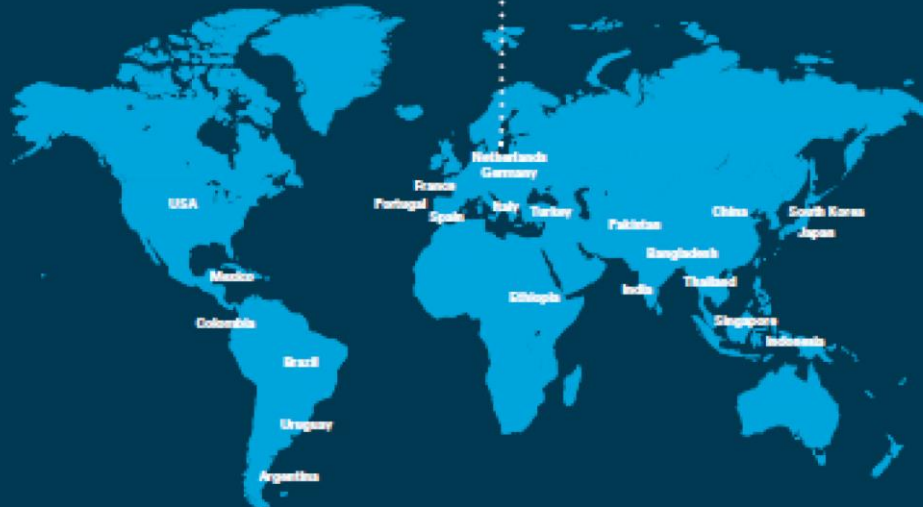 Netherlands
Germany
France
USA
Portugal
Spain
Italy
Turkey
Pakistan
China
South Korea
Japan
Bangladesh
Mexico
Thailand
India
Ethiopia
Colombia
Singapore
Indonesia
Brazil
Uruguay
Argentina